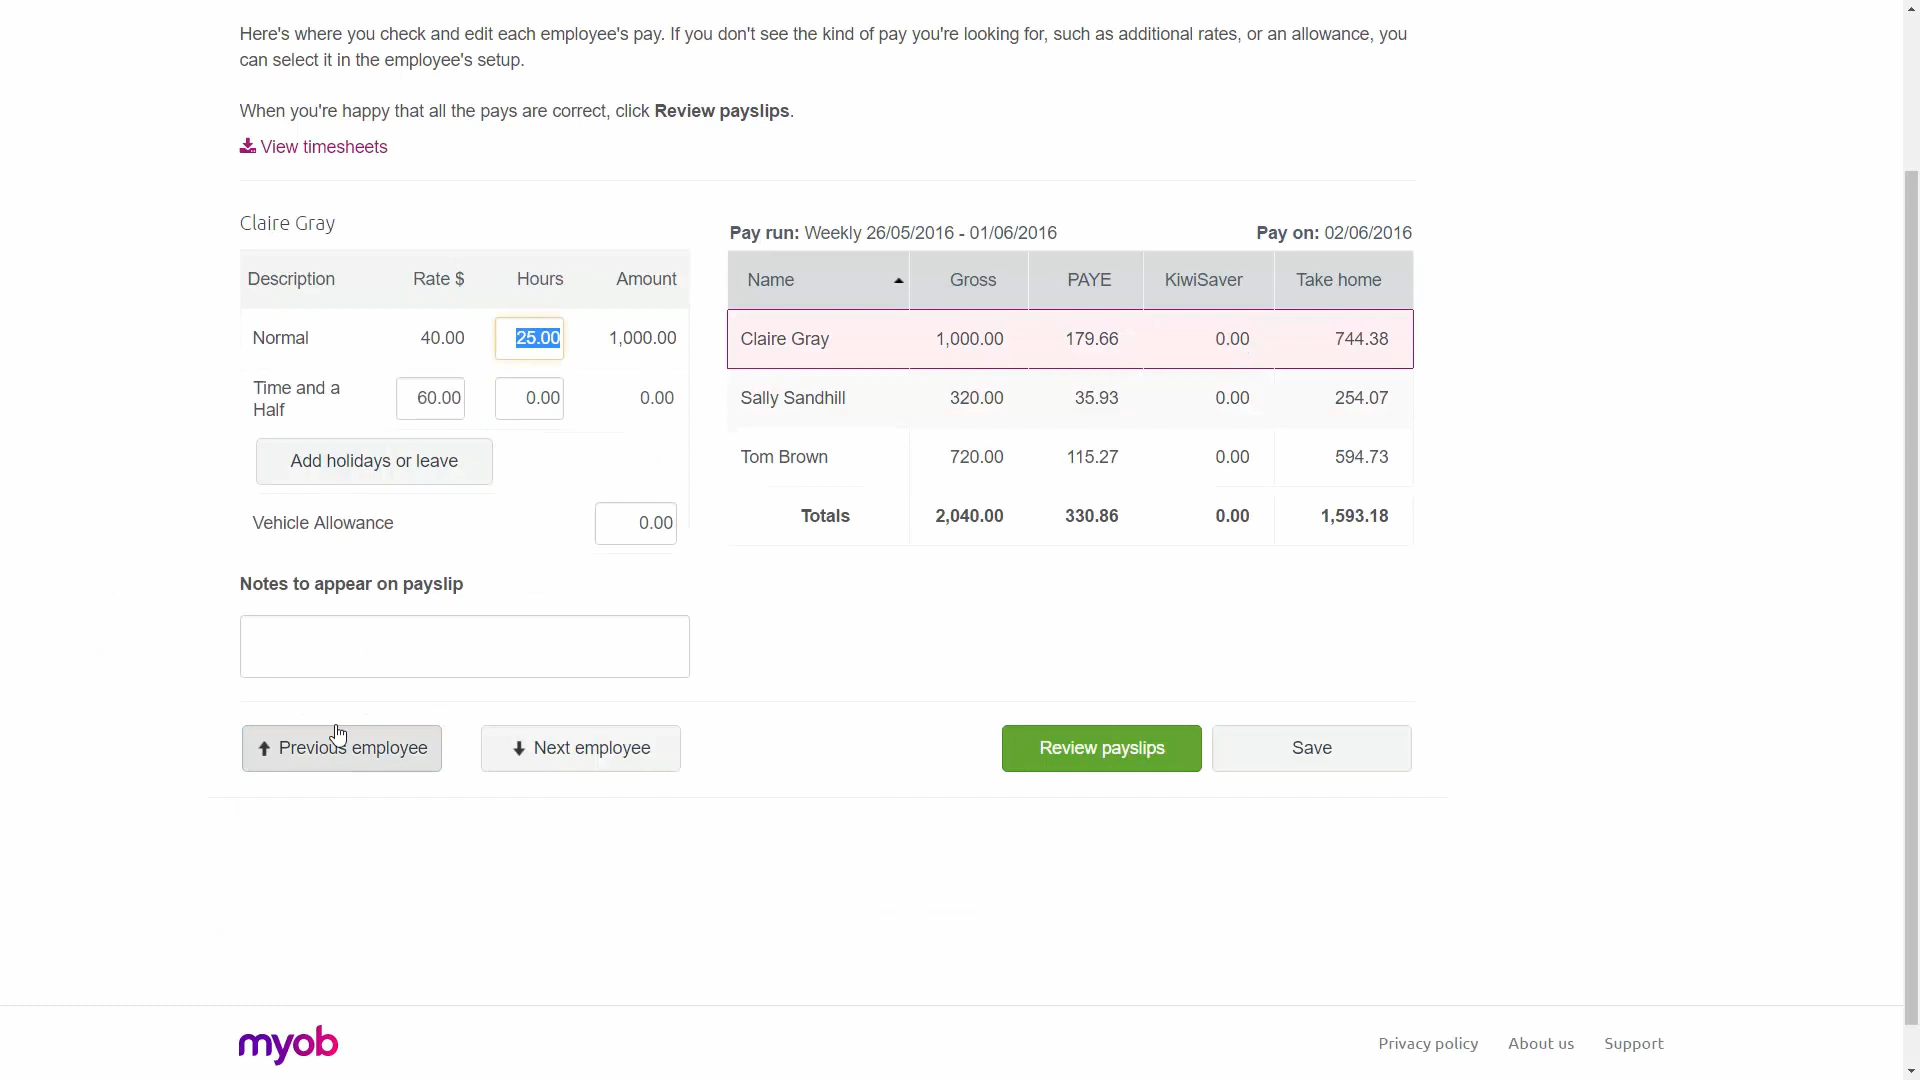 Here's where you check and edit each employee's pay. If you don't see the kind of pay you're looking for, such as additional rates, or an allowance, you
can select it in the employee's setup.
When you're happy that all the pays are correct, click Review payslips.
View timesheets
Claire Gray
Description Rate $ Hours Amount
Normal 40.00 25.00 1,000.00
Time and a
Half 60.00 0.00 0.00
Add holidays or leave
Vehicle Allowance 0.00
Notes to appear on payslip
Pay run: Weekly 26/05/2016 - 01/06/2016 Pay on: 02/06/2016
Name Gross PAYE KiwiSaver Take home
Claire Gray 1,000.00 179.66 0.00 744.38
Sally Sandhill 320.00 35.93 0.00 254.07
Tom Brown 720.00 115.27 0.00 594.73
Totals 2,040.00 330.86 0.00 1,593.18
Previous employee Next employee Review payslips Save
myob Privacy policy About us Support